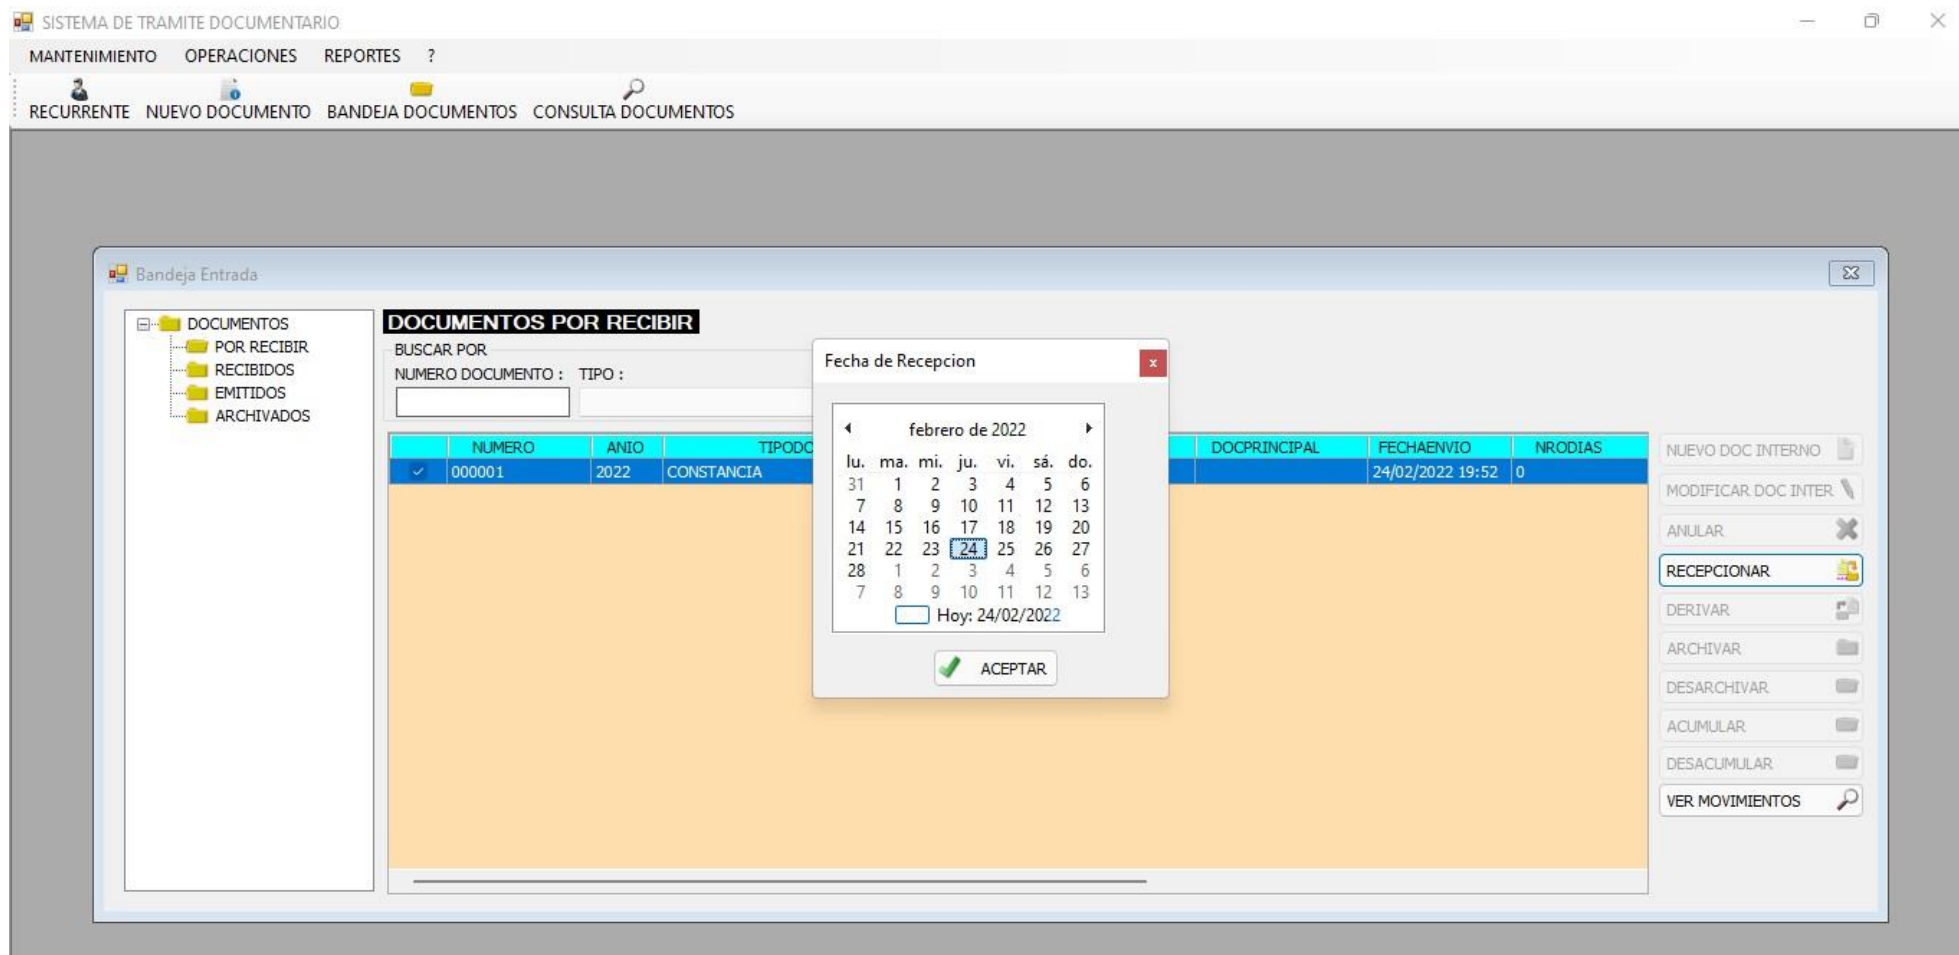 SISTEMA DE TRAMITE DOCUMENTARIO
MANTENIMIENTO OPERACIONES REPORTES ?
RECURRENTE NUEVO DOCUMENTO BANDEJA DOCUMENTOS CONSULTA DOCUMENTOS
Bandeja Entrada
DOCUMENTOS
POR RECIBIR
RECIBIDOS
EMITIDOS
ARCHIVADOS
DOCUMENTOS POR RECIBIR
BUSCAR POR
NUMERO DOCUMENTO : TIPO :
NUMERO ANIO TIPODO DOCPRINCIPAL FECHAENVIO NRODIAS
000001 2022 CONSTANCIA 24/02/2022 19:52 0
Fecha de Recepcion
x
febrero de 2022
lu. ma. mi. ju. vi. sá. do.
31 1 2 3 4 5 6
7 8 9 10 11 12 13
14 15 16 17 18 19 20
21 22 23 24 25 26 27
28 1 2 3 4 5 6
7 8 9 10 11 12 13
Hoy: 24/02/2022
ACEPTAR
NUEVO DOC INTERNO
MODIFICAR DOC INTER
ANULAR
RECEPCIONAR
DERIVAR
ARCHIVAR
DESARCHIVAR
ACUMULAR
DESACUMULAR
VER MOVIMIENTOS